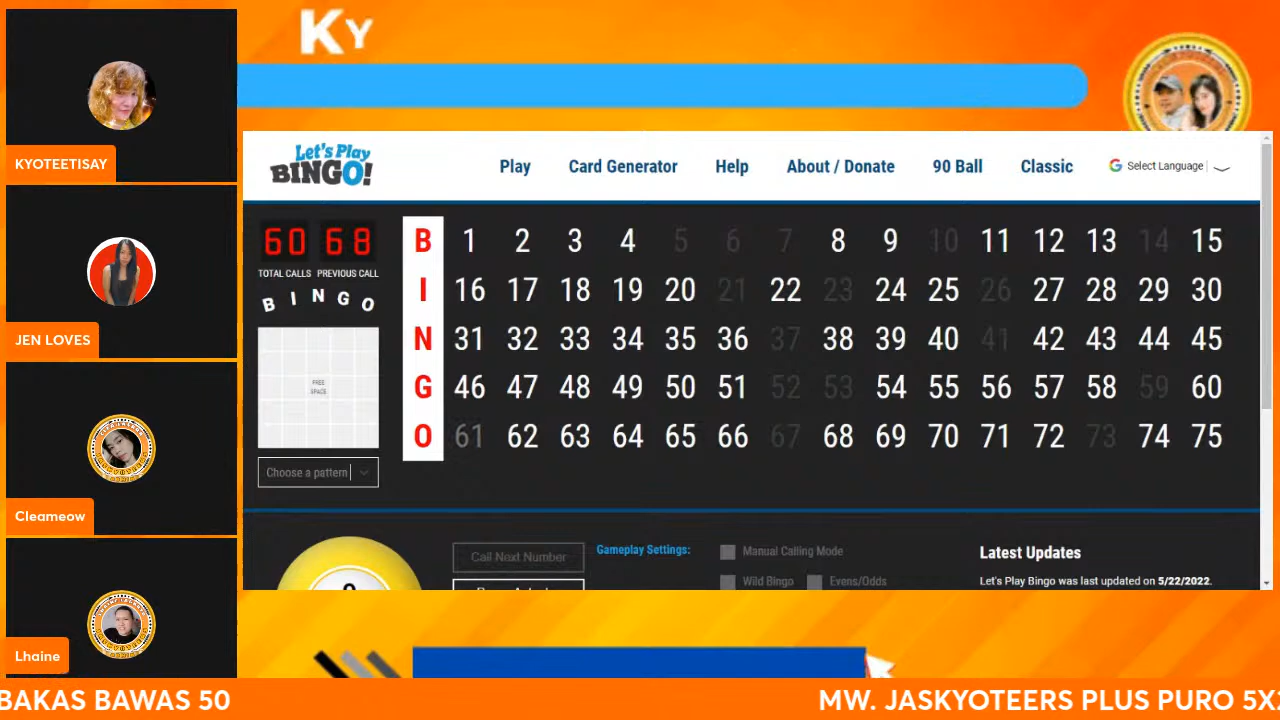 KY
KYOTEETISAY
JEN LOVES
Cleameow
Lhaine
Let's Play
BINGO!
Play Card Generator Help About / Donate 90 Ball Classic G Select Language
60 68
TOTAL CALLS PREVIOUS CALL
B I N G O
FREE
SPACE
Choose a pattern
B 1 2 3 4 5 6 7 8 9 10 11 12 13 14 15
I 16 17 18 19 20 21 22 23 24 25 26 27 28 29 30
N 31 32 33 34 35 36 37 38 39 40 41 42 43 44 45
G 46 47 48 49 50 51 52 53 54 55 56 57 58 59 60
O 61 62 63 64 65 66 67 68 69 70 71 72 73 74 75
Call Next Number
Gameplay Settings:
Manual Calling Mode
Wild Bingo Evens/Odds
Latest Updates
Let's Play Bingo was last updated on 5/22/2022.
BAKAS BAWAS 50 MW. JASKYOTEERS PLUS PURO 5X